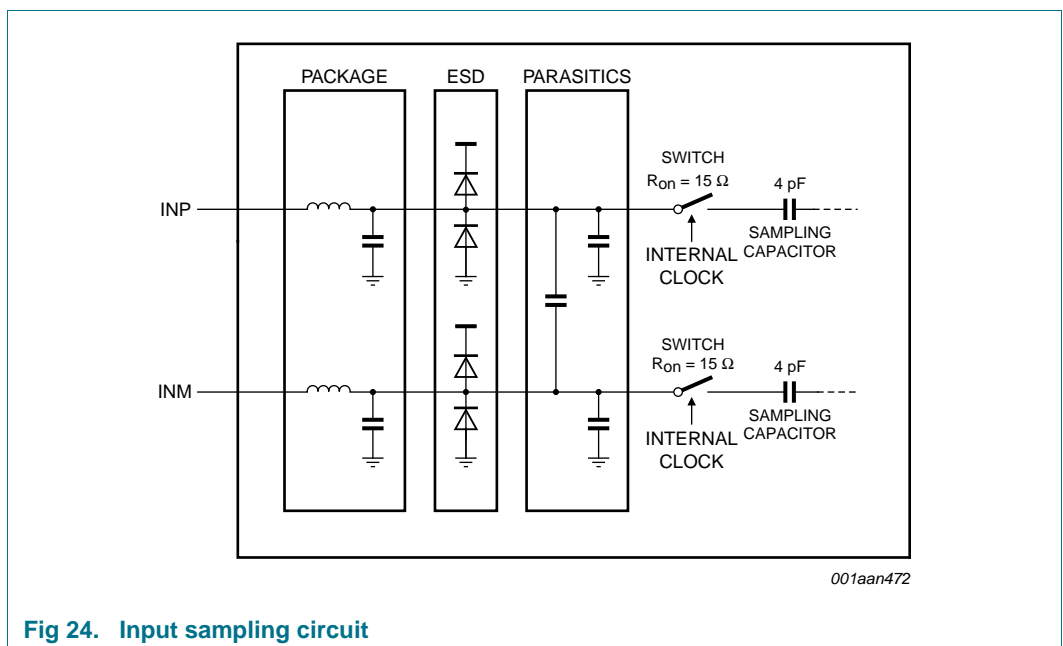 PACKAGE
ESD
PARASITICS
SWITCH
Ron = 15 Ω
4 pF
INP
SAMPLING
CAPACITOR
INTERNAL
CLOCK
SWITCH
Ron = 15 Ω
4 pF
INM
SAMPLING
CAPACITOR
INTERNAL
CLOCK
001aan472
Fig 24. Input sampling circuit